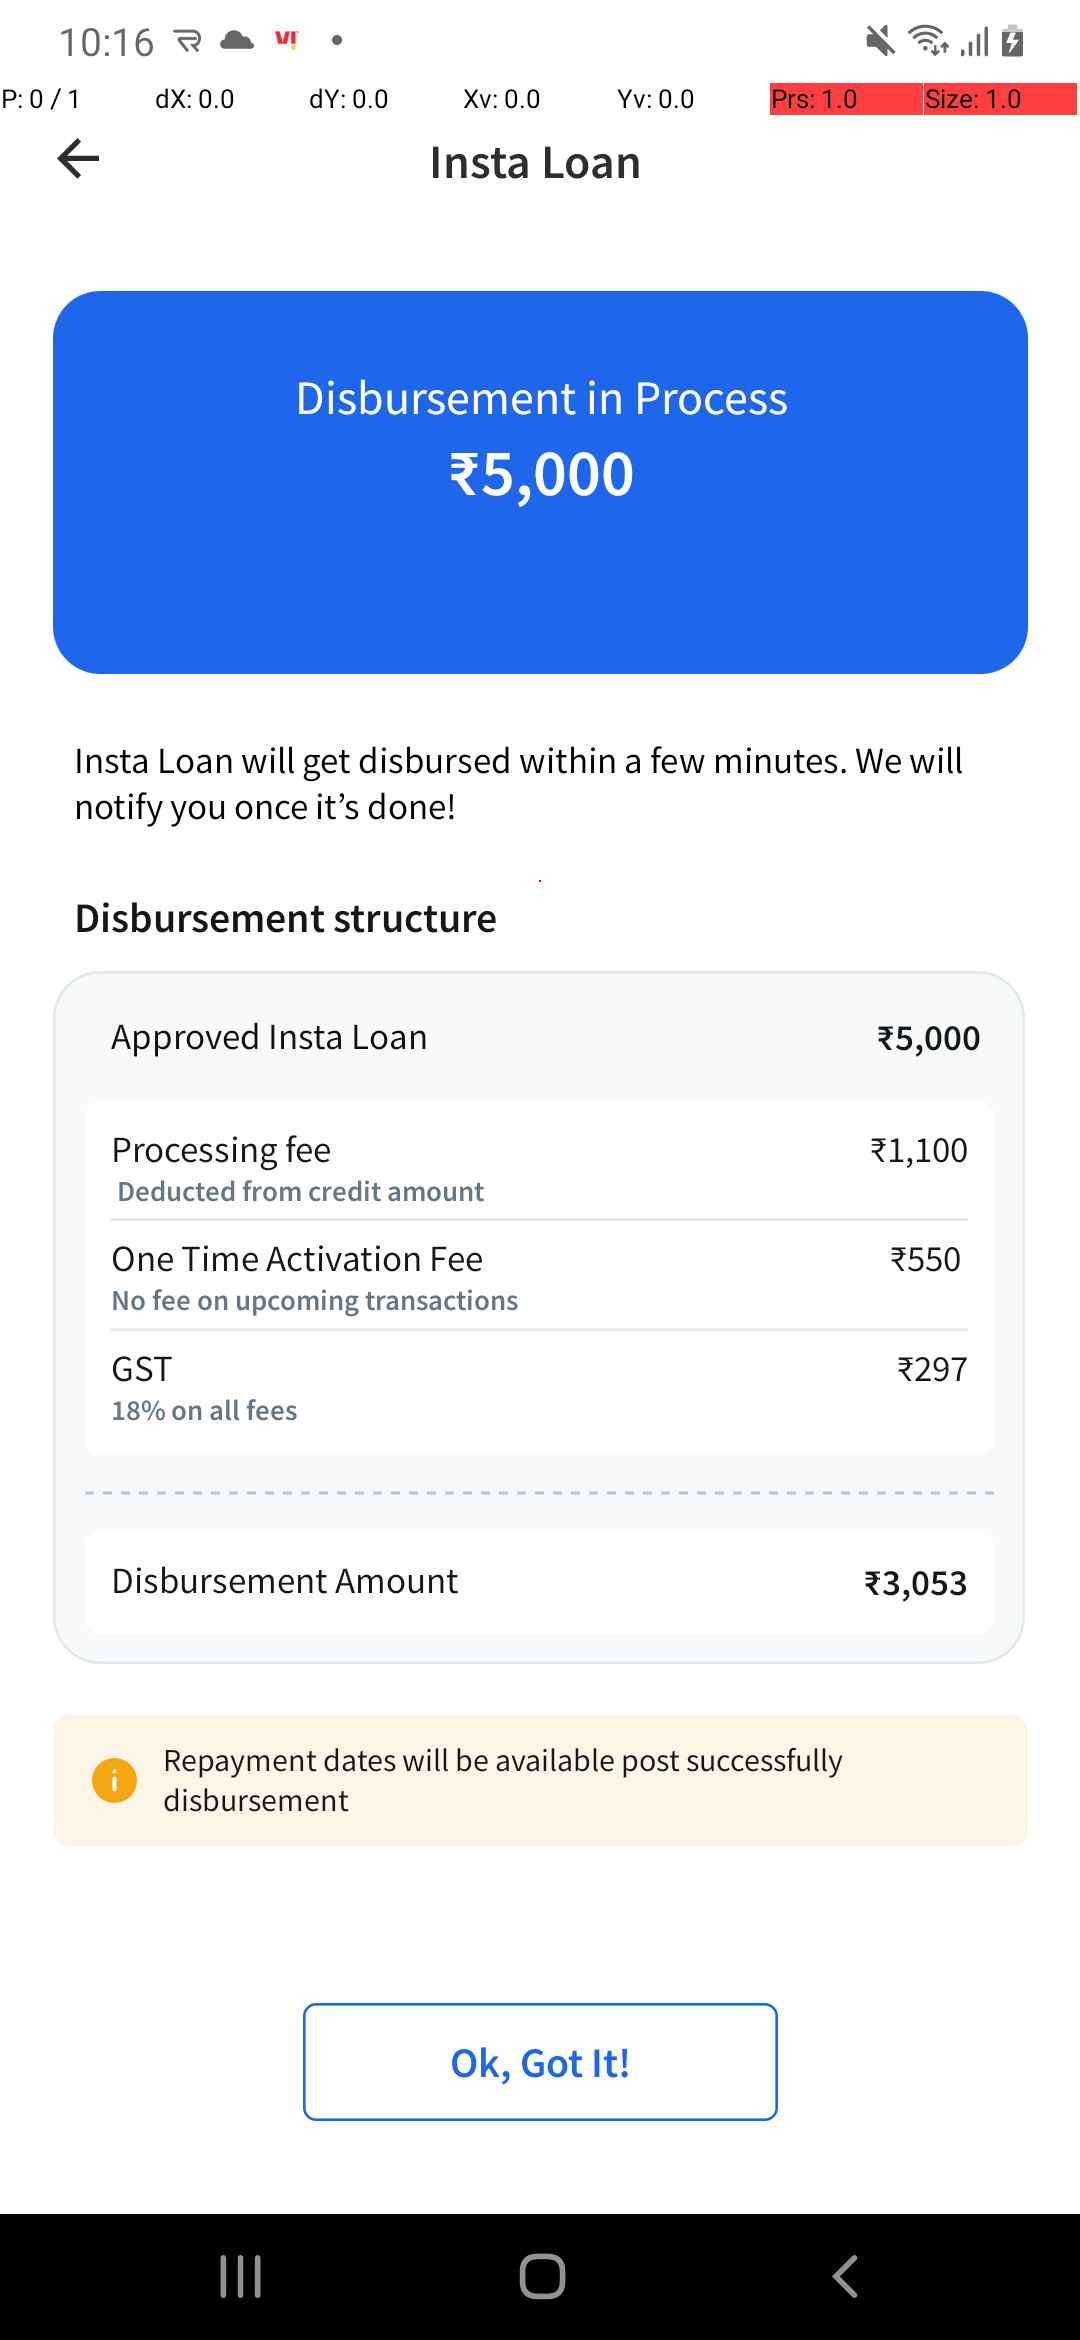 10:16
P: 0 / 1 dX: 0.0 dY: 0.0 Xv: 0.0 Yv: 0.0 Prs: 1.0 Size: 1.0
Insta Loan
Disbursement in Process
₹5,000
Insta Loan will get disbursed within a few minutes. We will
notify you once it’s done!
Disbursement structure
Approved Insta Loan ₹5,000
Processing fee ₹1,100
Deducted from credit amount
One Time Activation Fee ₹550
No fee on upcoming transactions
GST ₹297
18% on all fees
Disbursement Amount ₹3,053
Repayment dates will be available post successfully
disbursement
Ok, Got It!